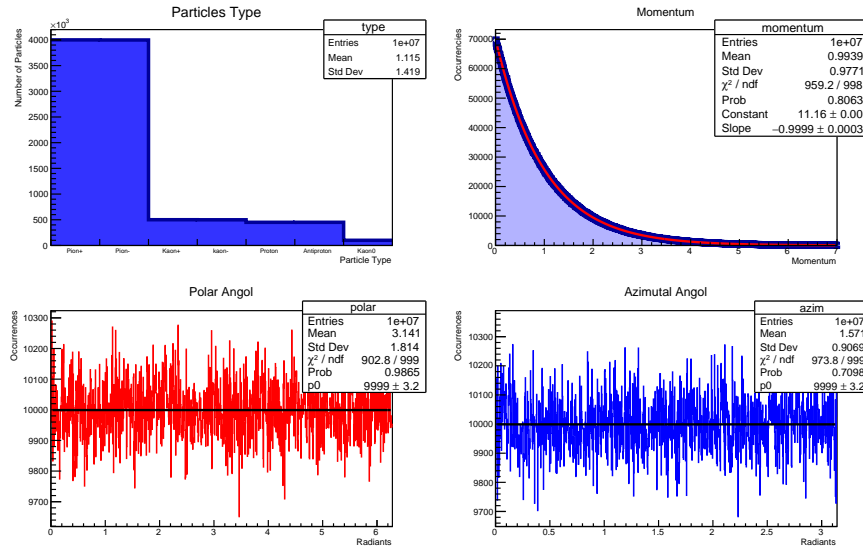 Particles Type
×10³
Number of Particles
4000
3500
3000
2500
2000
1500
1000
500
0
Pion+ Pion- Kaon+ kaon- Proton Antiproton Kaon0
Particle Type
type
Entries 1e+07
Mean 1.115
Std Dev 1.419
Momentum
Occurrencies
70000
60000
50000
40000
30000
20000
10000
0
0 1 2 3 4 5 6 7
Momentum
momentum
Entries 1e+07
Mean 0.9939
Std Dev 0.9771
χ² / ndf 959.2 / 998
Prob 0.8063
Constant 11.16 ± 0.00
Slope −0.9999 ± 0.0003
Polar Angol
Occurrences
10300
10200
10100
10000
9900
9800
9700
0 1 2 3 4 5 6
Radiants
polar
Entries 1e+07
Mean 3.141
Std Dev 1.814
χ² / ndf 902.8 / 999
Prob 0.9865
p0 9999 ± 3.2
Azimutal Angol
Occurrences
10300
10200
10100
10000
9900
9800
9700
0 0.5 1 1.5 2 2.5 3
Radiants
azim
Entries 1e+07
Mean 1.571
Std Dev 0.9069
χ² / ndf 973.8 / 999
Prob 0.7098
p0 9999 ± 3.2